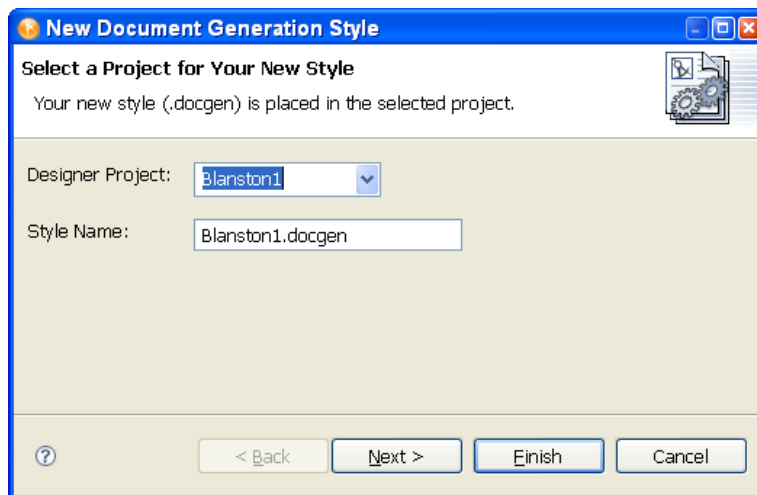 New Document Generation Style
Select a Project for Your New Style
Your new style (.docgen) is placed in the selected project.
Designer Project: Blanston1
Style Name: Blanston1.docgen
? < Back Next > Finish Cancel